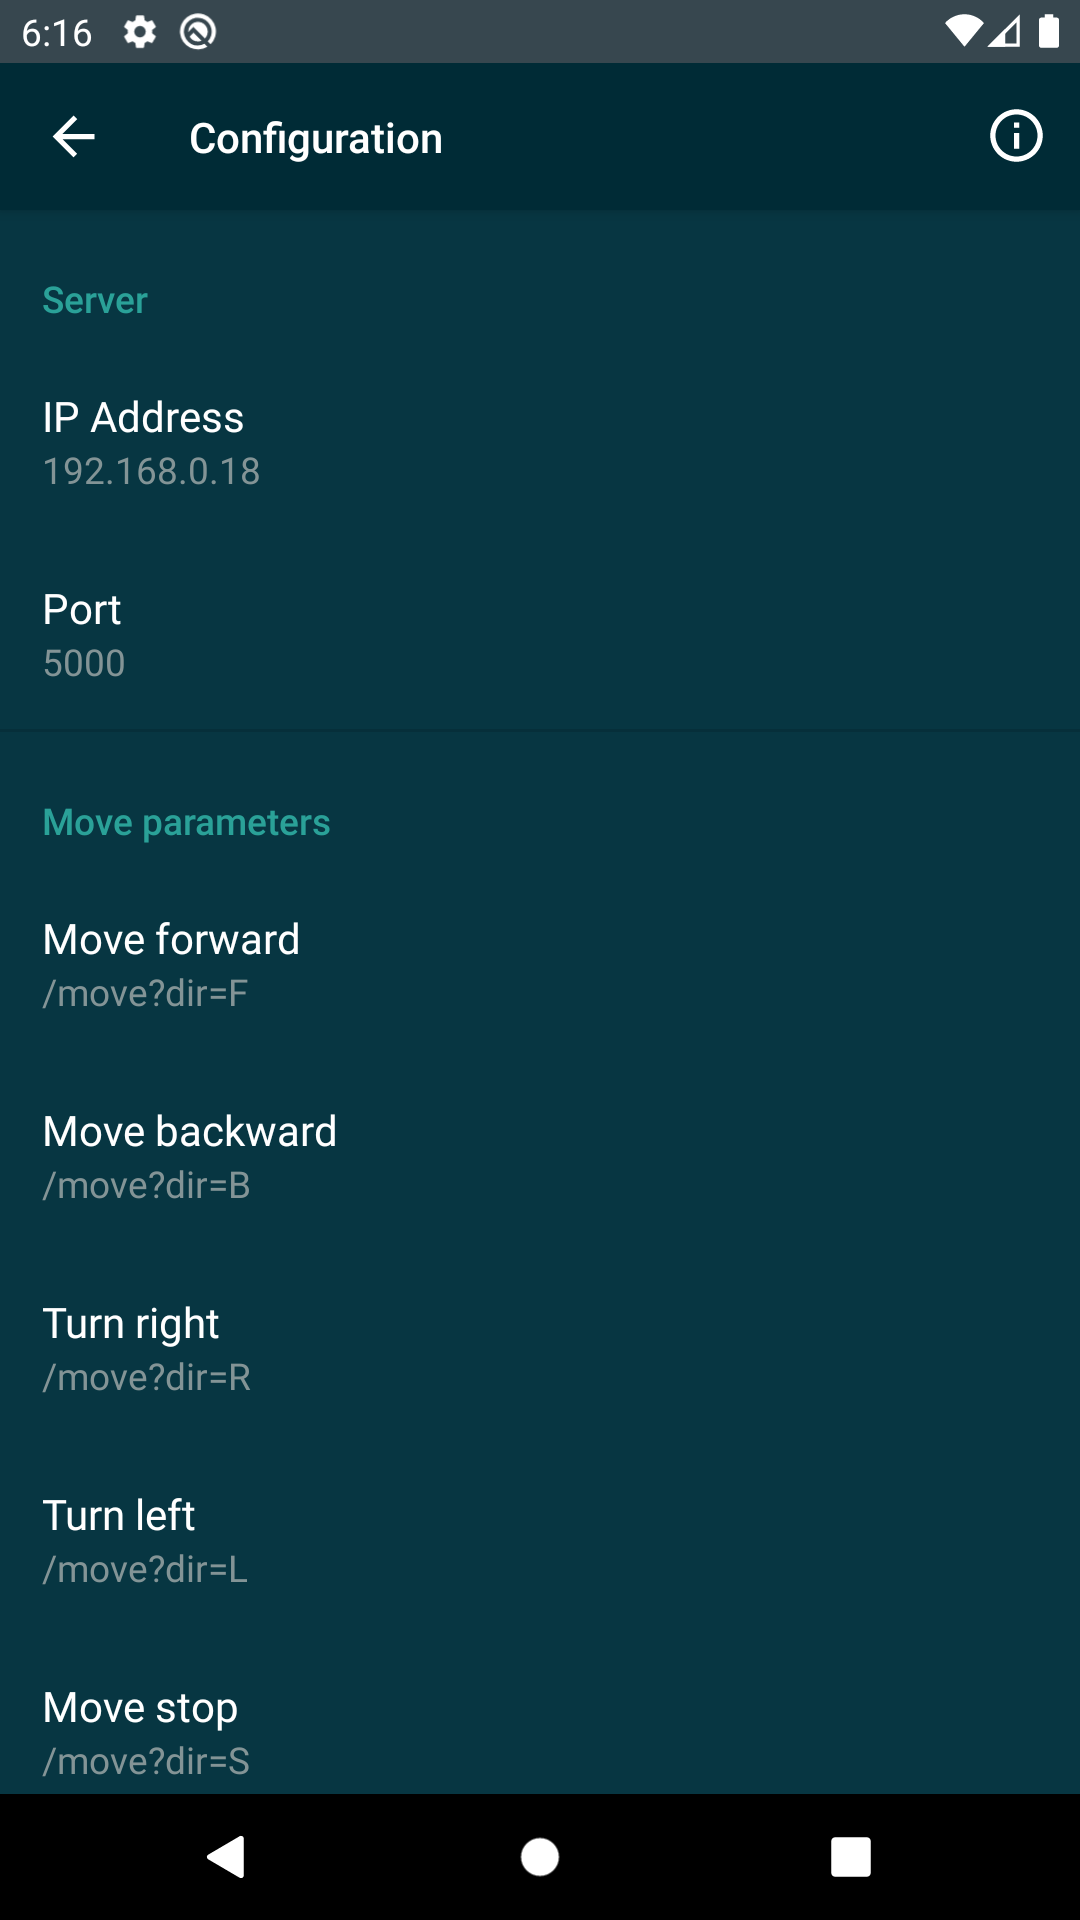 6:16
Configuration
Server
IP Address
192.168.0.18
Port
5000
Move parameters
Move forward
/move?dir=F
Move backward
/move?dir=B
Turn right
/move?dir=R
Turn left
/move?dir=L
Move stop
/move?dir=S